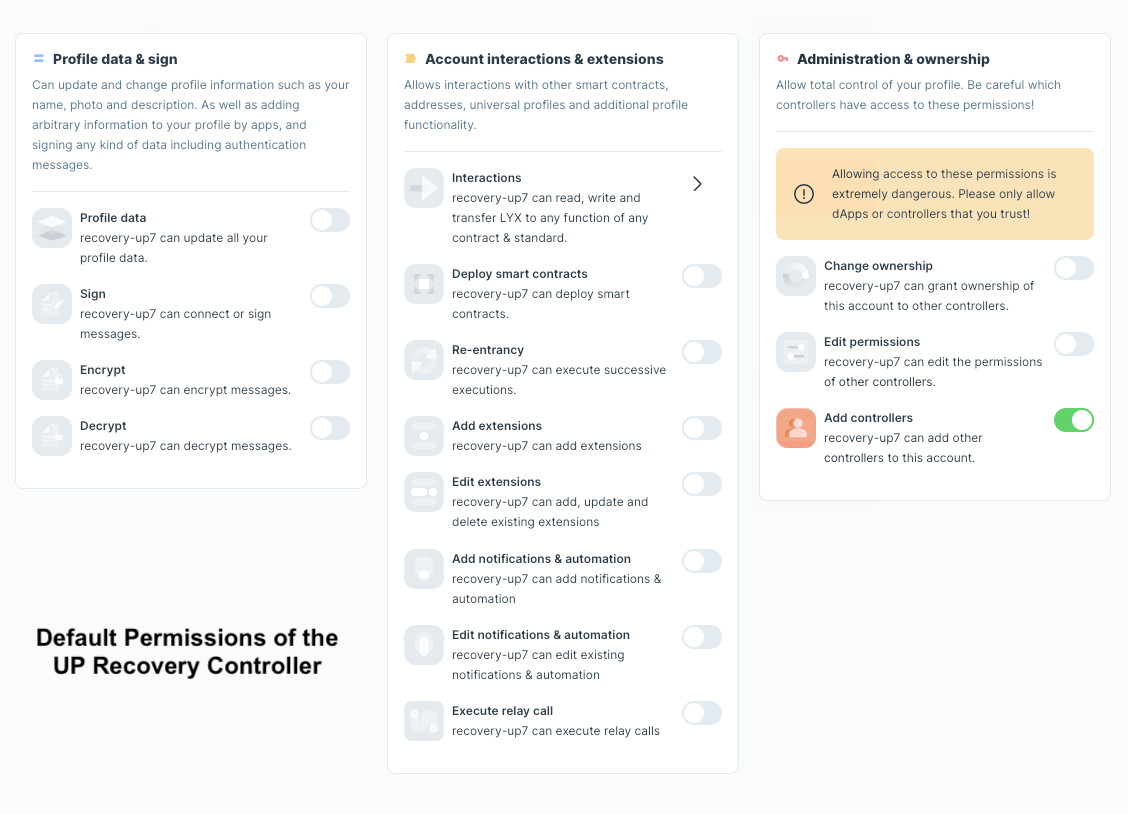 Profile data & sign
Can update and change profile information such as your
name, photo and description. As well as adding
arbitrary information to your profile by apps, and
signing any kind of data including authentication
messages.
Profile data
recovery-up7 can update all your
profile data.
Sign
recovery-up7 can connect or sign
messages.
Encrypt
recovery-up7 can encrypt messages.
Decrypt
recovery-up7 can decrypt messages.
Default Permissions of the
UP Recovery Controller
Account interactions & extensions
Allows interactions with other smart contracts,
addresses, universal profiles and additional profile
functionality.
Interactions
recovery-up7 can read, write and
transfer LYX to any function of any
contract & standard.
Deploy smart contracts
recovery-up7 can deploy smart
contracts.
Re-entrancy
recovery-up7 can execute successive
executions.
Add extensions
recovery-up7 can add extensions
Edit extensions
recovery-up7 can add, update and
delete existing extensions
Add notifications & automation
recovery-up7 can add notifications &
automation
Edit notifications & automation
recovery-up7 can edit existing
notifications & automation
Execute relay call
recovery-up7 can execute relay calls
Administration & ownership
Allow total control of your profile. Be careful which
controllers have access to these permissions!
Allowing access to these permissions is
extremely dangerous. Please only allow
dApps or controllers that you trust!
Change ownership
recovery-up7 can grant ownership of
this account to other controllers.
Edit permissions
recovery-up7 can edit the permissions
of other controllers.
Add controllers
recovery-up7 can add other
controllers to this account.